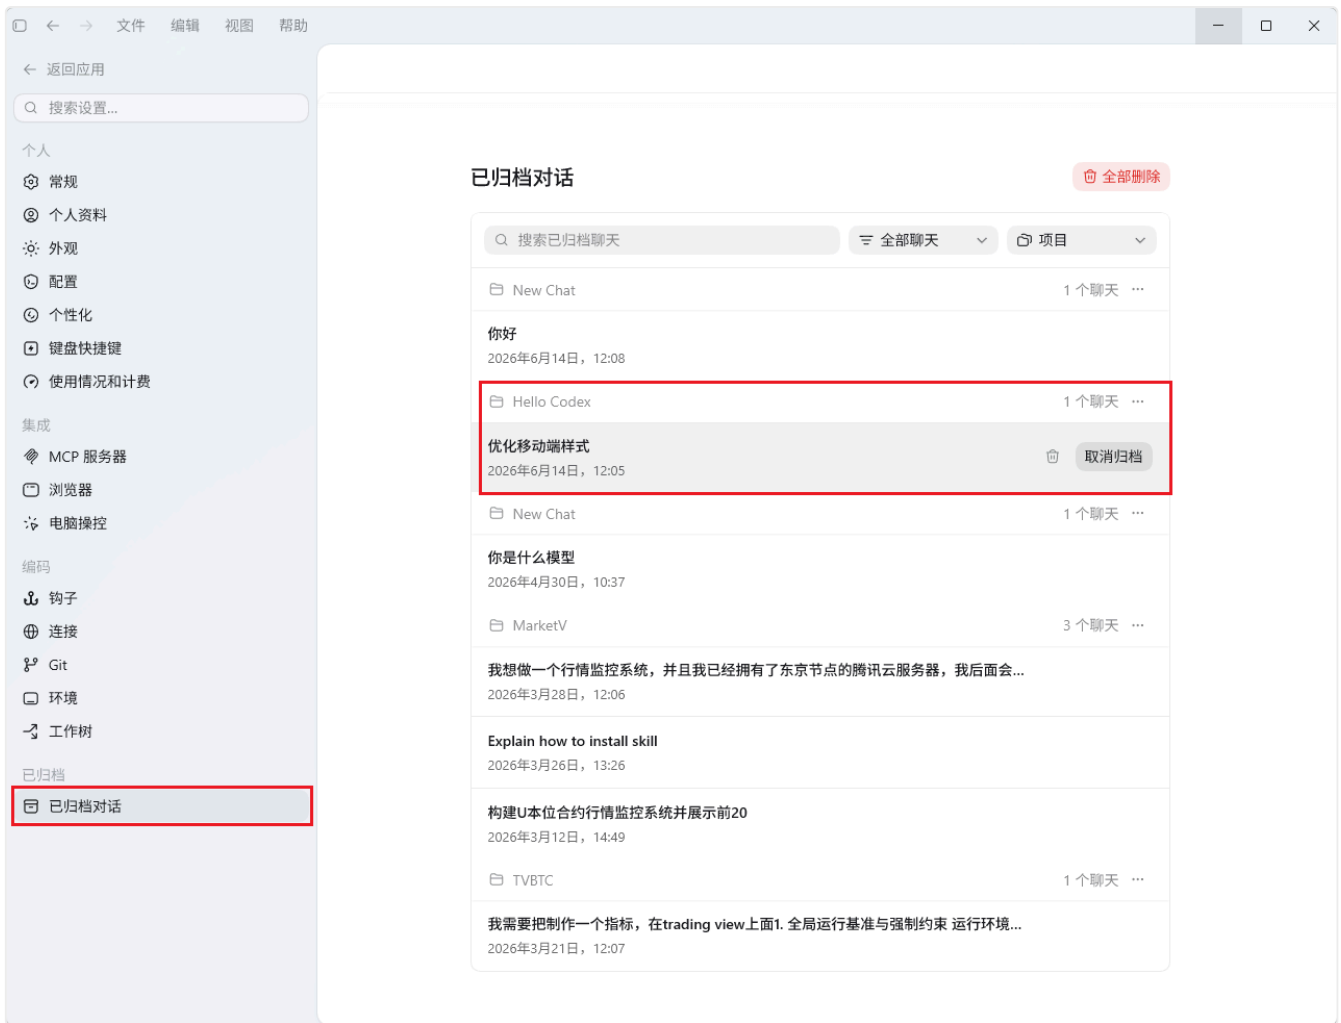 文件 编辑 视图 帮助
返回应用
搜索设置...
个人
常规
个人资料
外观
配置
个性化
键盘快捷键
使用情况和计费
集成
MCP 服务器
浏览器
电脑操控
编码
钩子
连接
Git
环境
工作树
已归档
已归档对话
已归档对话
全部删除
搜索已归档聊天 全部聊天 项目
New Chat 1 个聊天 ...
你好
2026年6月14日，12:08
Hello Codex 1 个聊天 ...
优化移动端样式
2026年6月14日，12:05
取消归档
New Chat 1 个聊天 ...
你是什么模型
2026年4月30日，10:37
MarketV 3 个聊天 ...
我想做一个行情监控系统，并且我已经拥有了东京节点的腾讯云服务器，我后面会...
2026年3月28日，12:06
Explain how to install skill
2026年3月26日，13:26
构建U本位合约行情监控系统并展示前20
2026年3月12日，14:49
TVBTC 1 个聊天 ...
我需要把制作一个指标，在trading view上面1. 全局运行基准与强制约束 运行环境...
2026年3月21日，12:07